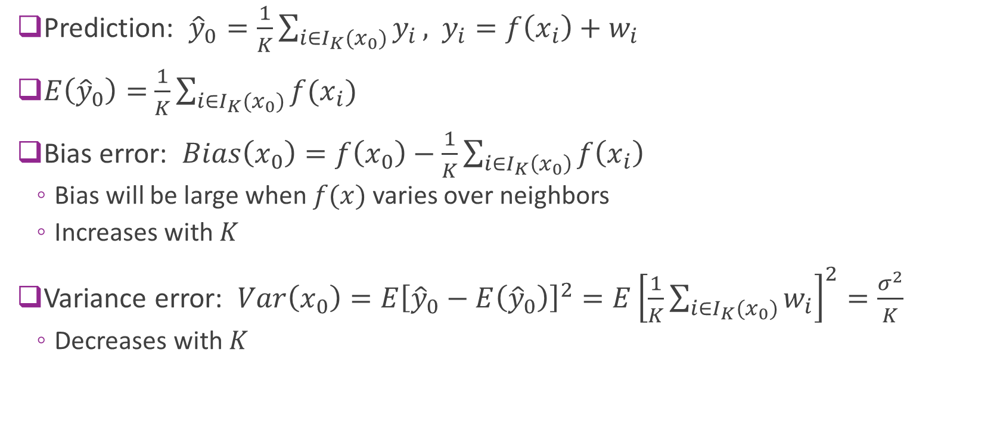 ❑Prediction: $\hat{y}_0 = \frac{1}{K} \sum_{i \in I_K(x_0)} y_i \, , \; y_i = f(x_i) + w_i$
❑$E(\hat{y}_0) = \frac{1}{K} \sum_{i \in I_K(x_0)} f(x_i)$
❑Bias error: $Bias(x_0) = f(x_0) - \frac{1}{K} \sum_{i \in I_K(x_0)} f(x_i)$
◦ Bias will be large when $f(x)$ varies over neighbors
◦ Increases with $K$
❑Variance error: $Var(x_0) = E[\hat{y}_0 - E(\hat{y}_0)]^2 = E\left[\frac{1}{K} \sum_{i \in I_K(x_0)} w_i\right]^2 = \frac{\sigma^2}{K}$
◦ Decreases with $K$